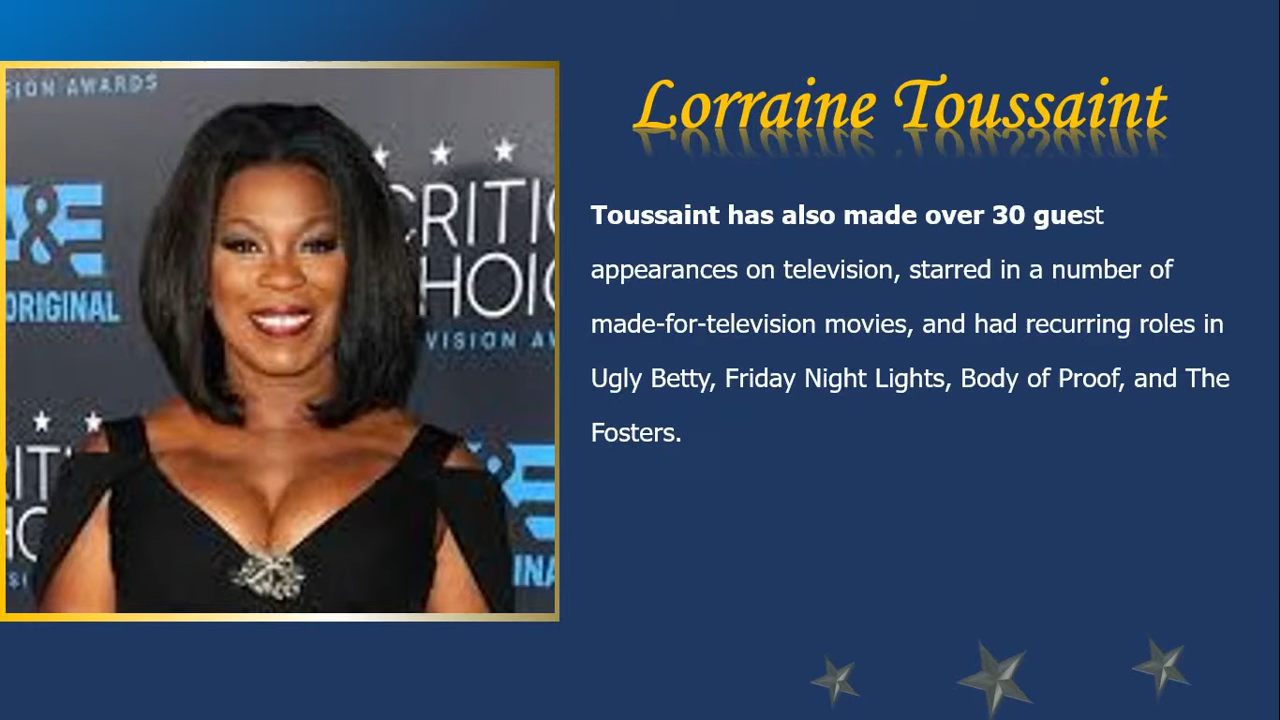 SION AWARDS
Lorraine Toussaint
A&E
ORIGINAL
CRITIC
CHOIC
VISION AW
Toussaint has also made over 30 guest
appearances on television, starred in a number of
made-for-television movies, and had recurring roles in
Ugly Betty, Friday Night Lights, Body of Proof, and The
Fosters.